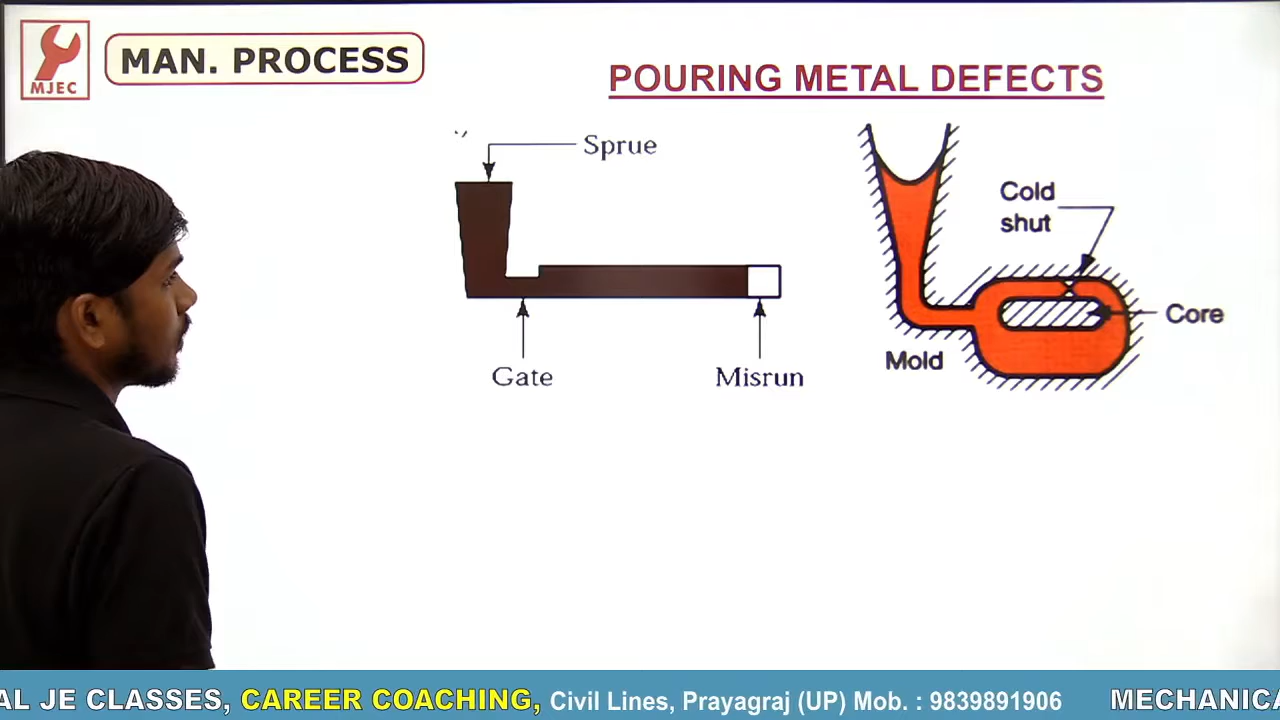 MJEC
MAN. PROCESS
POURING METAL DEFECTS
Sprue
Gate
Misrun
Cold
shut
Core
Mold
AL JE CLASSES, CAREER COACHING, Civil Lines, Prayagraj (UP) Mob. : 9839891906 MECHANICA